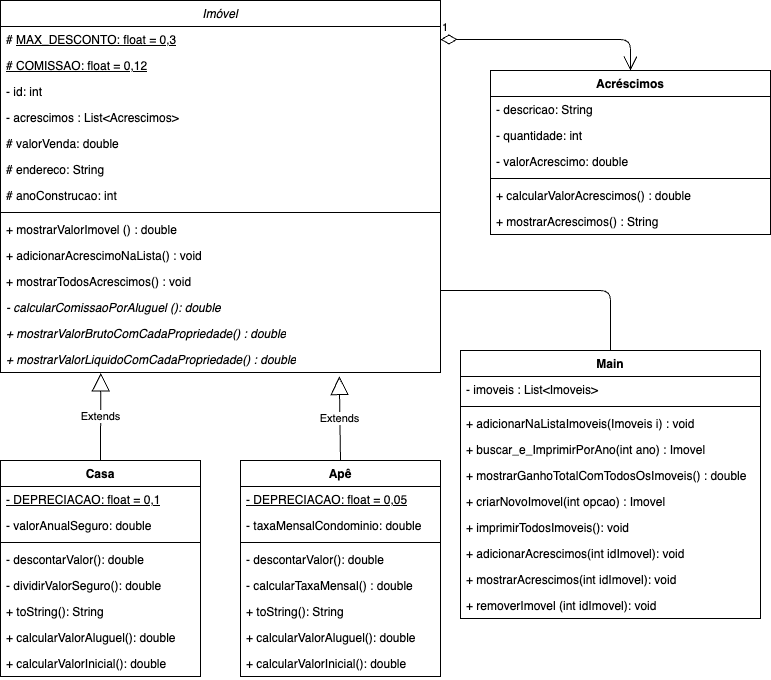 Imóvel
# MAX_DESCONTO: float = 0,3
# COMISSAO: float = 0,12
- id: int
- acrescimos : List<Acrescimos>
# valorVenda: double
# endereco: String
# anoConstrucao: int
+ mostrarValorImovel () : double
+ adicionarAcrescimoNaLista() : void
+ mostrarTodosAcrescimos() : void
- calcularComissaoPorAluguel (): double
+ mostrarValorBrutoComCadaPropriedade() : double
+ mostrarValorLiquidoComCadaPropriedade() : double
1
Acréscimos
- descricao: String
- quantidade: int
- valorAcrescimo: double
+ calcularValorAcrescimos() : double
+ mostrarAcrescimos() : String
Main
- imoveis : List<Imoveis>
+ adicionarNaListaImoveis(Imoveis i) : void
+ buscar_e_ImprimirPorAno(int ano) : Imovel
+ mostrarGanhoTotalComTodosOsImoveis() : double
+ criarNovoImovel(int opcao) : Imovel
+ imprimirTodosImoveis(): void
+ adicionarAcrescimos(int idImovel): void
+ mostrarAcrescimos(int idImovel): void
+ removerImovel (int idImovel): void
Extends
Extends
Casa
- DEPRECIACAO: float = 0,1
- valorAnualSeguro: double
- descontarValor(): double
- dividirValorSeguro(): double
+ toString(): String
+ calcularValorAluguel(): double
+ calcularValorInicial(): double
Apê
- DEPRECIACAO: float = 0,05
- taxaMensalCondominio: double
- descontarValor(): double
- calcularTaxaMensal() : double
+ toString(): String
+ calcularValorAluguel(): double
+ calcularValorInicial(): double